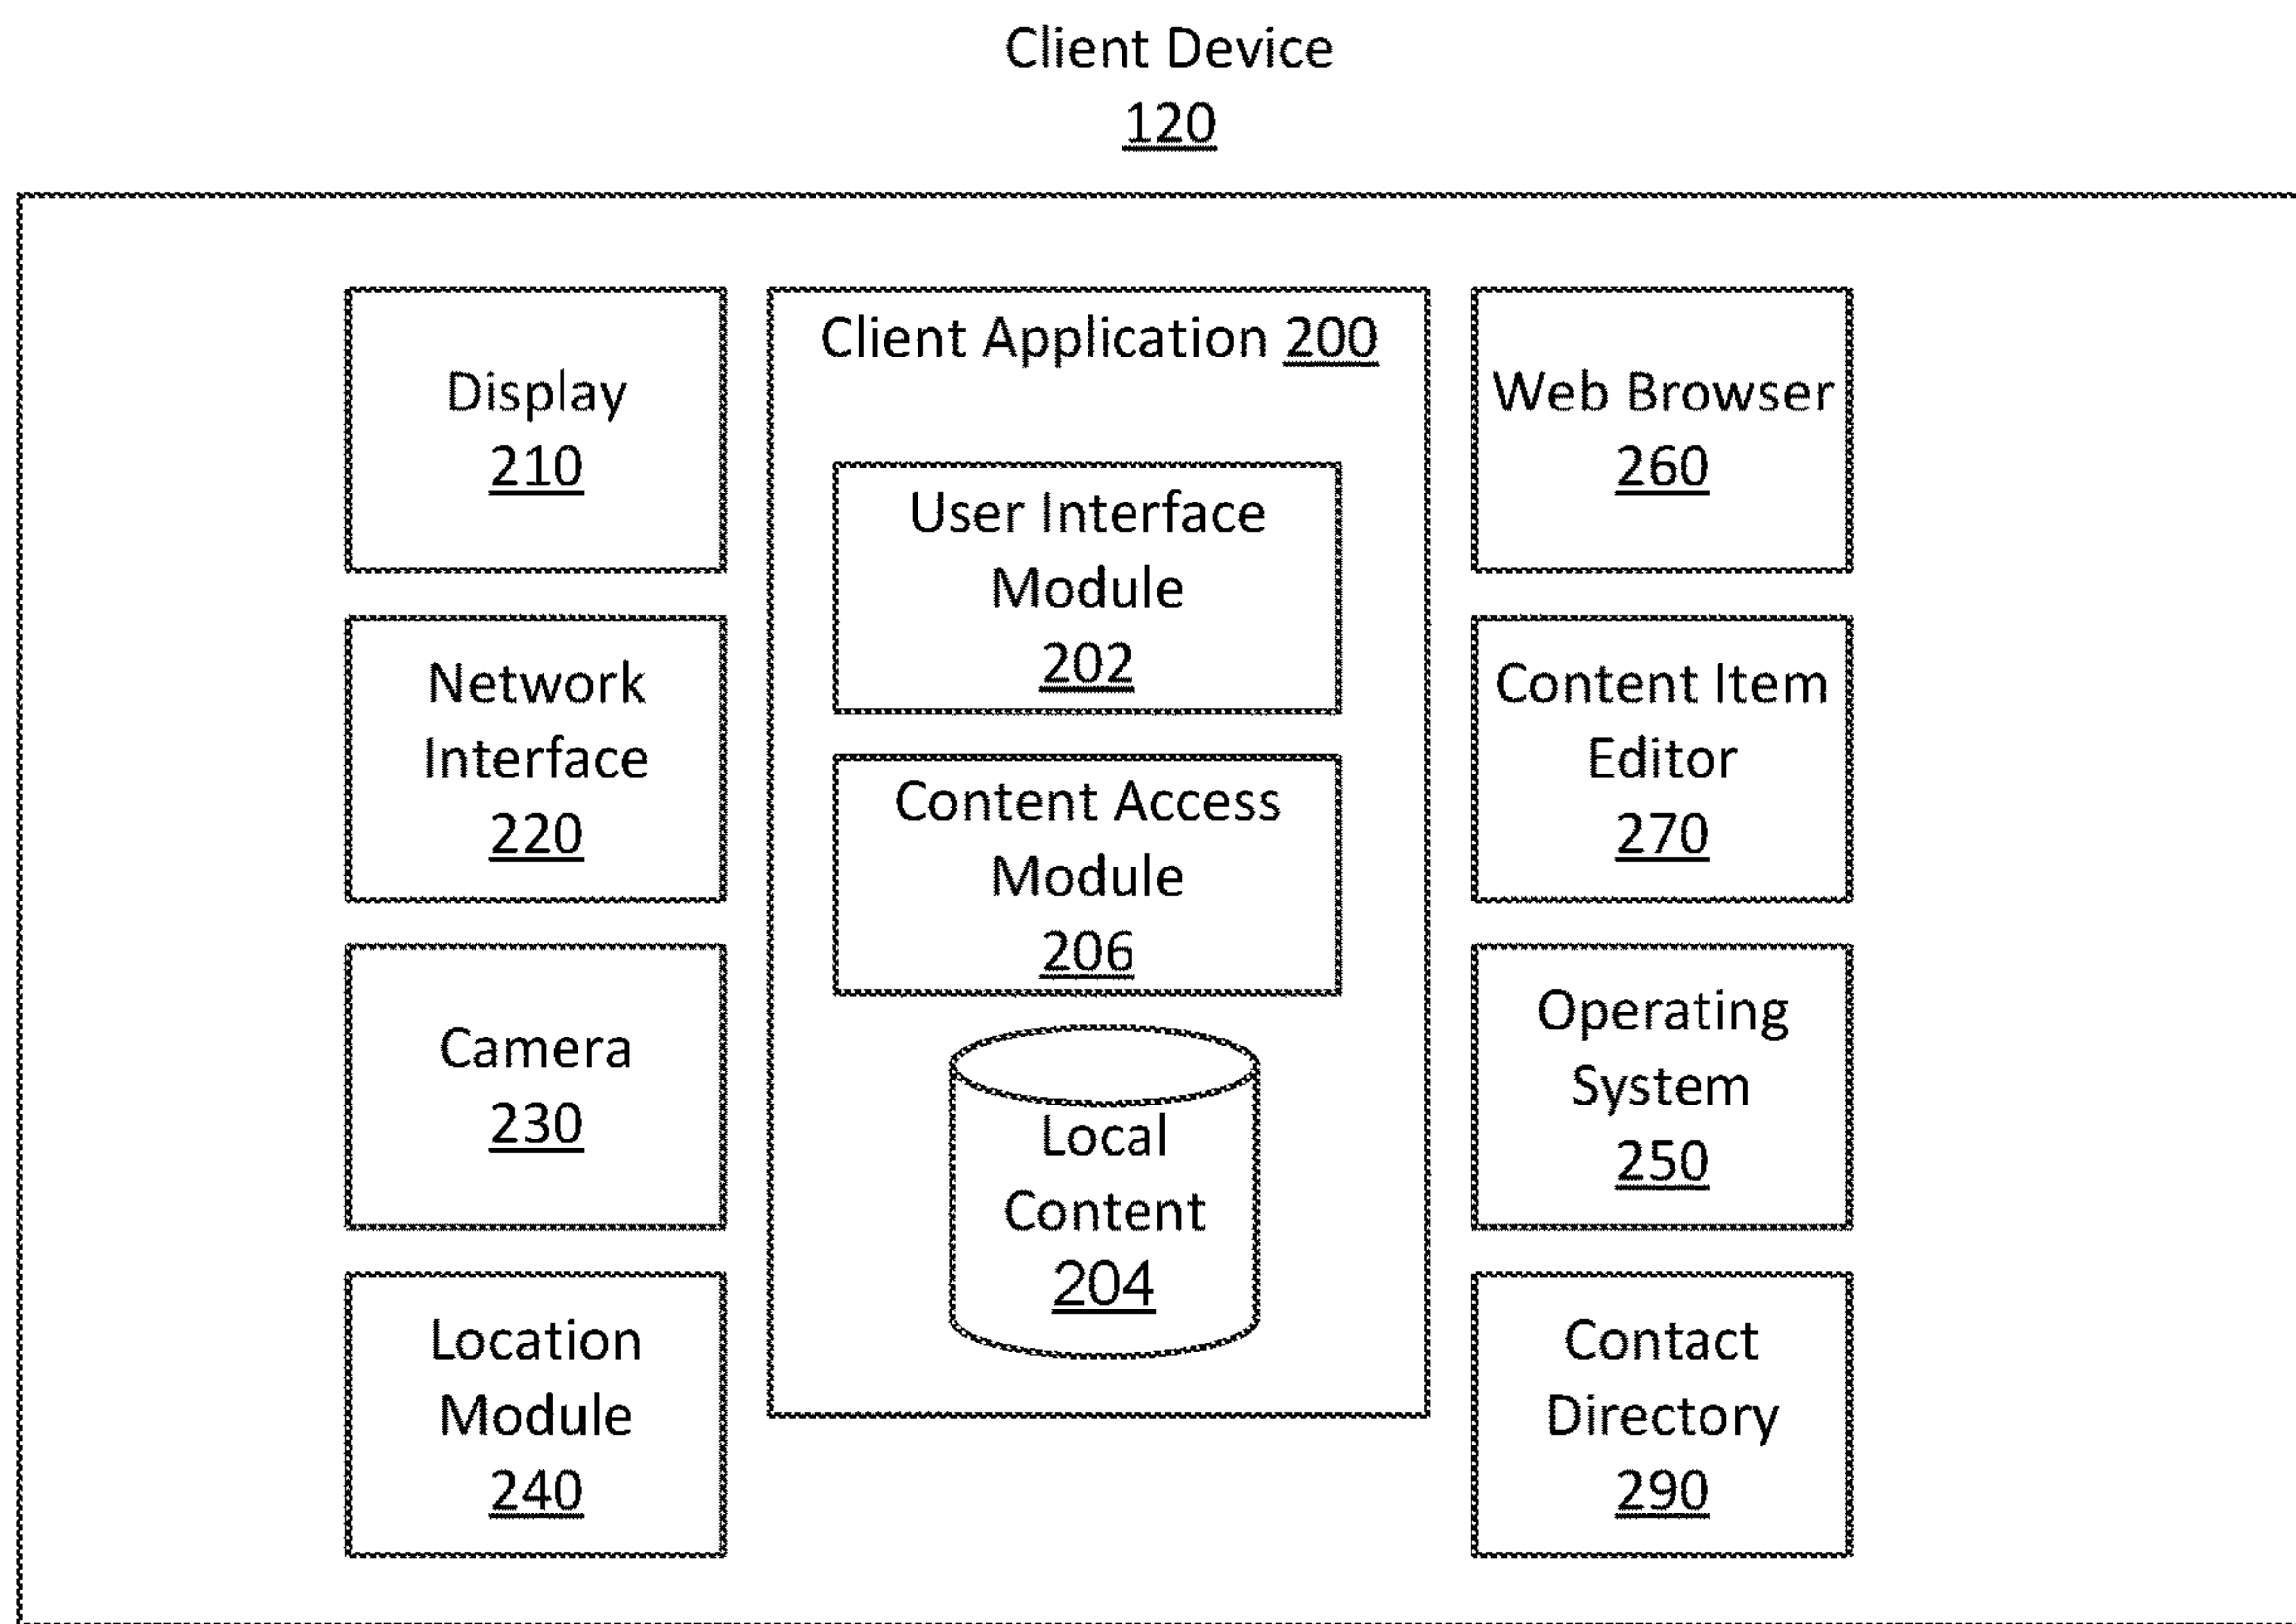 Client Device
120
Display
210
Network
Interface
220
Camera
230
Location
Module
240
Client Application 200
User Interface
Module
202
Content Access
Module
206
Local
Content
204
Web Browser
260
Content Item
Editor
270
Operating
System
250
Contact
Directory
290